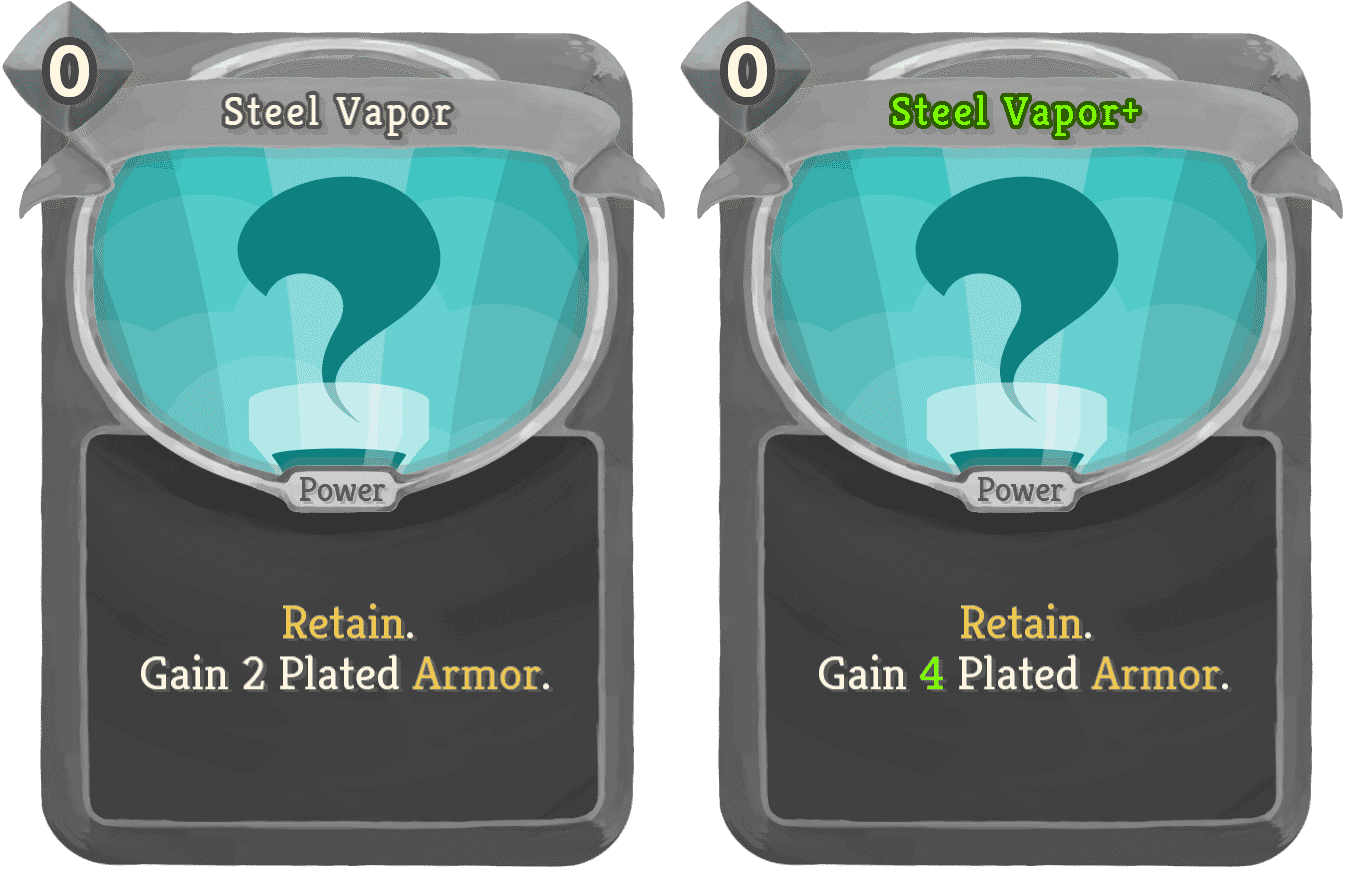 0
Steel Vapor
Power
Retain.
Gain 2 Plated Armor.
0
Steel Vapor+
Power
Retain.
Gain 4 Plated Armor.